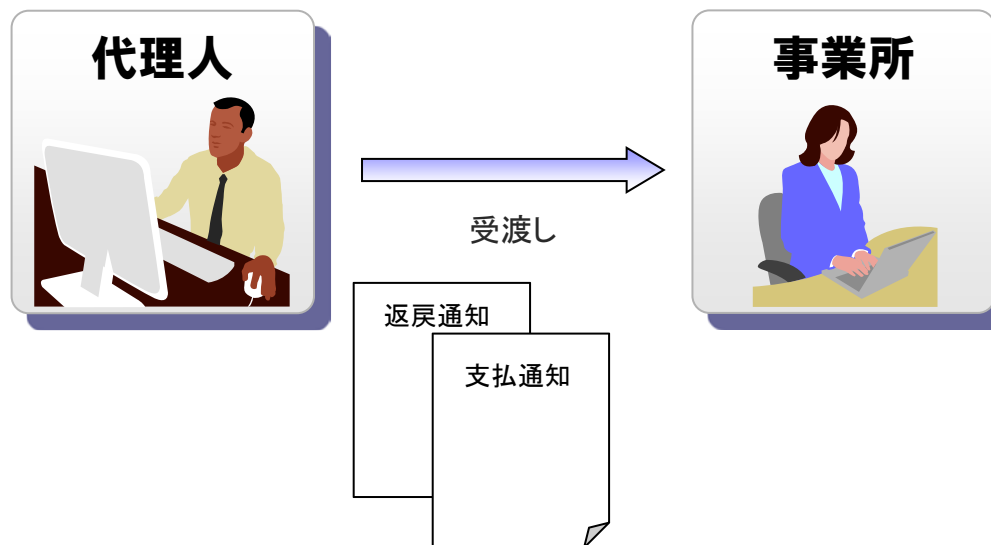 代理人
事業所
受渡し
返戻通知
支払通知